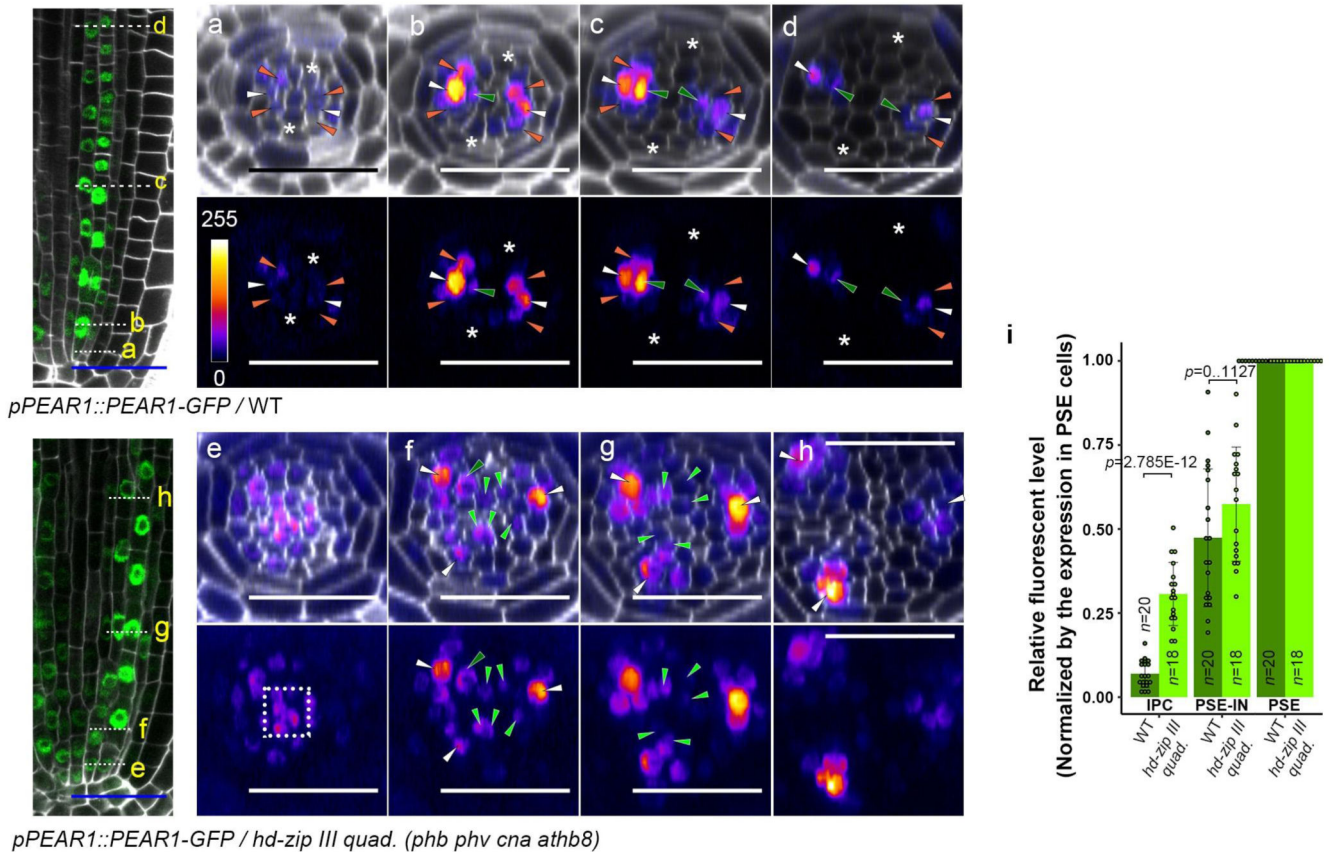 d
c
b
a
a
b
c
d
*
*
*
*
*
*
*
*
255
0
*
*
*
*
*
*
*
*
pPEAR1::PEAR1-GFP / WT
h
g
f
e
e
f
g
h
pPEAR1::PEAR1-GFP / hd-zip III quad. (phb phv cna athb8)
i
Relative fluorescent level
(Normalized by the expression in PSE cells)
1.00
0.75
0.50
0.25
0.00
p=0..1127
p=2.785E-12
n=20
n=18
n=20
n=18
n=20
n=18
IPC
PSE-IN
PSE
WT
hd-zip III
quad.
WT
hd-zip III
quad.
WT
hd-zip III
quad.